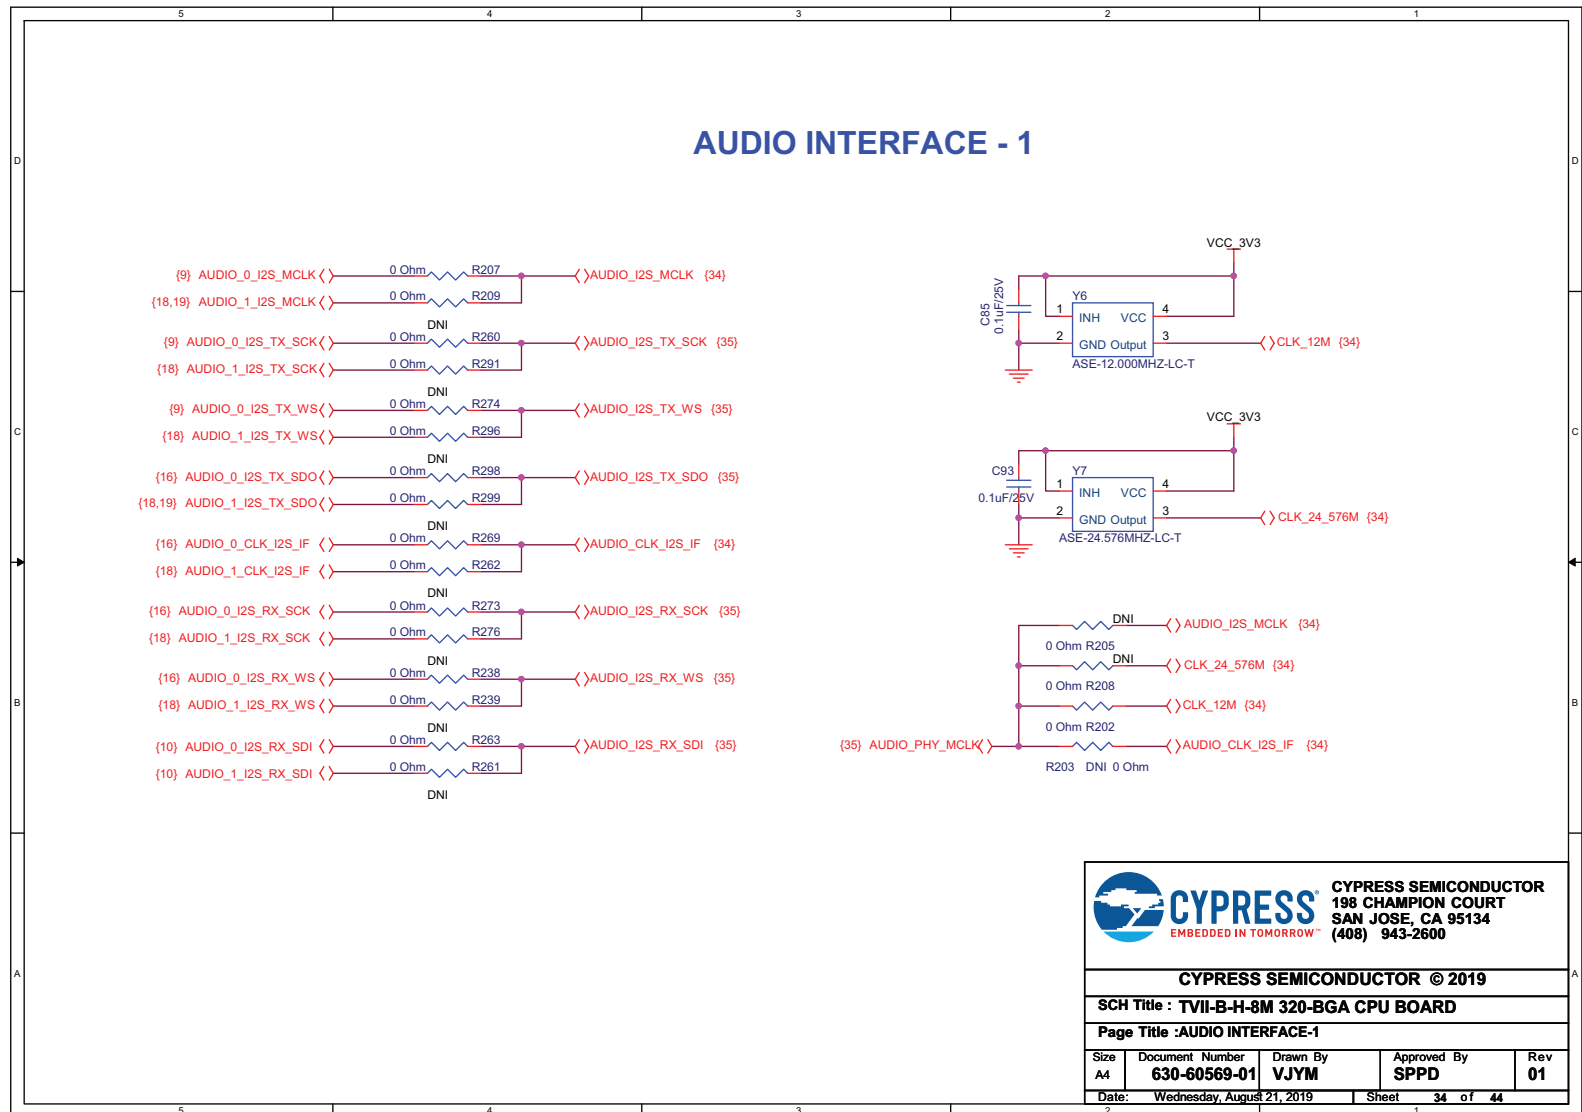 5 4 3 2 1
AUDIO INTERFACE - 1
D D
C C
B B
A A
{9} AUDIO_0_I2S_MCLK 0 Ohm R207 AUDIO_I2S_MCLK {34}
{18,19} AUDIO_1_I2S_MCLK 0 Ohm R209
DNI
{9} AUDIO_0_I2S_TX_SCK 0 Ohm R260 AUDIO_I2S_TX_SCK {35}
{18} AUDIO_1_I2S_TX_SCK 0 Ohm R291
DNI
{9} AUDIO_0_I2S_TX_WS 0 Ohm R274 AUDIO_I2S_TX_WS {35}
{18} AUDIO_1_I2S_TX_WS 0 Ohm R296
DNI
{16} AUDIO_0_I2S_TX_SDO 0 Ohm R298 AUDIO_I2S_TX_SDO {35}
{18,19} AUDIO_1_I2S_TX_SDO 0 Ohm R299
DNI
{16} AUDIO_0_CLK_I2S_IF 0 Ohm R269 AUDIO_CLK_I2S_IF {34}
{18} AUDIO_1_CLK_I2S_IF 0 Ohm R262
DNI
{16} AUDIO_0_I2S_RX_SCK 0 Ohm R273 AUDIO_I2S_RX_SCK {35}
{18} AUDIO_1_I2S_RX_SCK 0 Ohm R276
DNI
{16} AUDIO_0_I2S_RX_WS 0 Ohm R238 AUDIO_I2S_RX_WS {35}
{18} AUDIO_1_I2S_RX_WS 0 Ohm R239
DNI
{10} AUDIO_0_I2S_RX_SDI 0 Ohm R263 AUDIO_I2S_RX_SDI {35}
{10} AUDIO_1_I2S_RX_SDI 0 Ohm R261
DNI
VCC_3V3
C85
0.1uF/25V
Y6
1 INH VCC 4
2 GND Output 3 CLK_12M {34}
ASE-12.000MHZ-LC-T
VCC_3V3
C93
0.1uF/25V
Y7
1 INH VCC 4
2 GND Output 3 CLK_24_576M {34}
ASE-24.576MHZ-LC-T
DNI AUDIO_I2S_MCLK {34}
0 Ohm R205
DNI CLK_24_576M {34}
0 Ohm R208
CLK_12M {34}
0 Ohm R202
{35} AUDIO_PHY_MCLK AUDIO_CLK_I2S_IF {34}
R203 DNI 0 Ohm
CYPRESS
EMBEDDED IN TOMORROW™
CYPRESS SEMICONDUCTOR
198 CHAMPION COURT
SAN JOSE, CA 95134
(408) 943-2600
CYPRESS SEMICONDUCTOR © 2019
SCH Title : TVII-B-H-8M 320-BGA CPU BOARD
Page Title :AUDIO INTERFACE-1
Size Document Number Drawn By Approved By Rev
A4 630-60569-01 VJYM SPPD 01
Date: Wednesday, August 21, 2019 Sheet 34 of 44
5 4 3 2 1